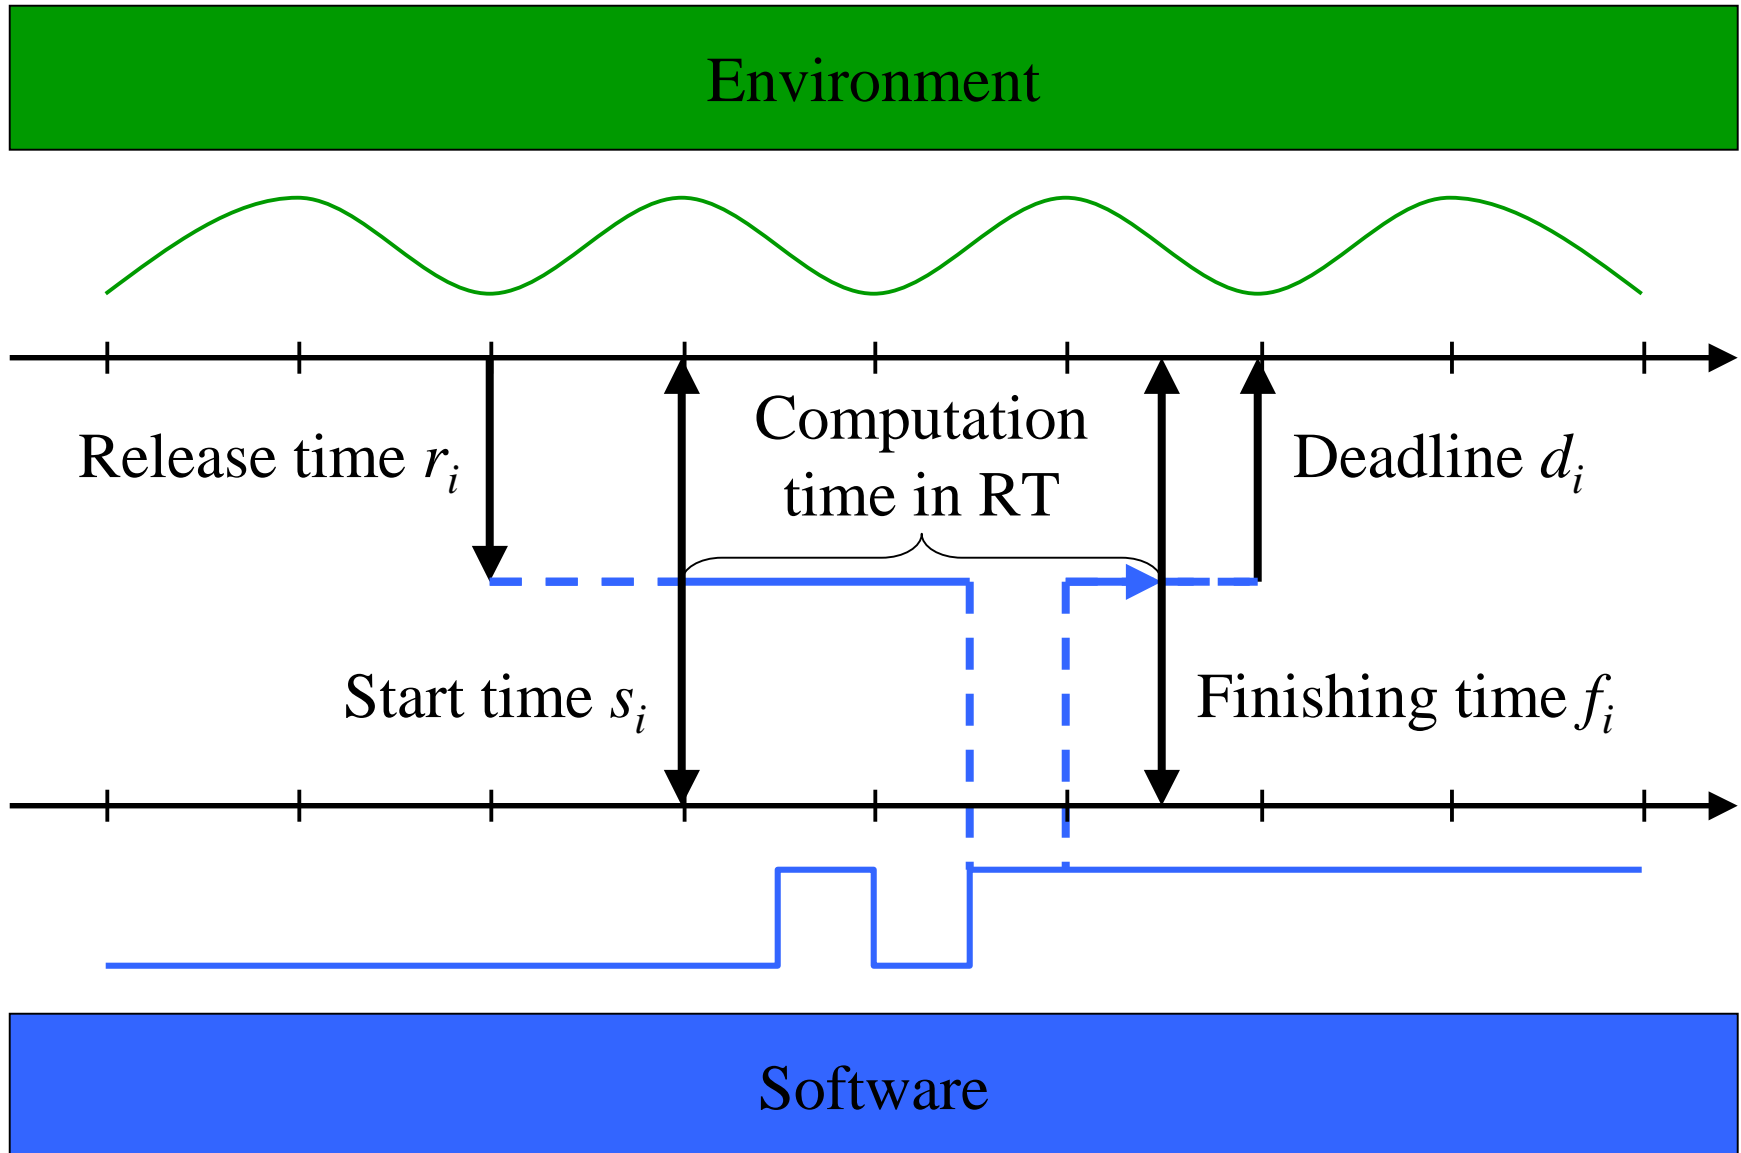 Environment
Computation
time in RT
Release time r_i
Deadline d_i
Start time s_i
Finishing time f_i
Software